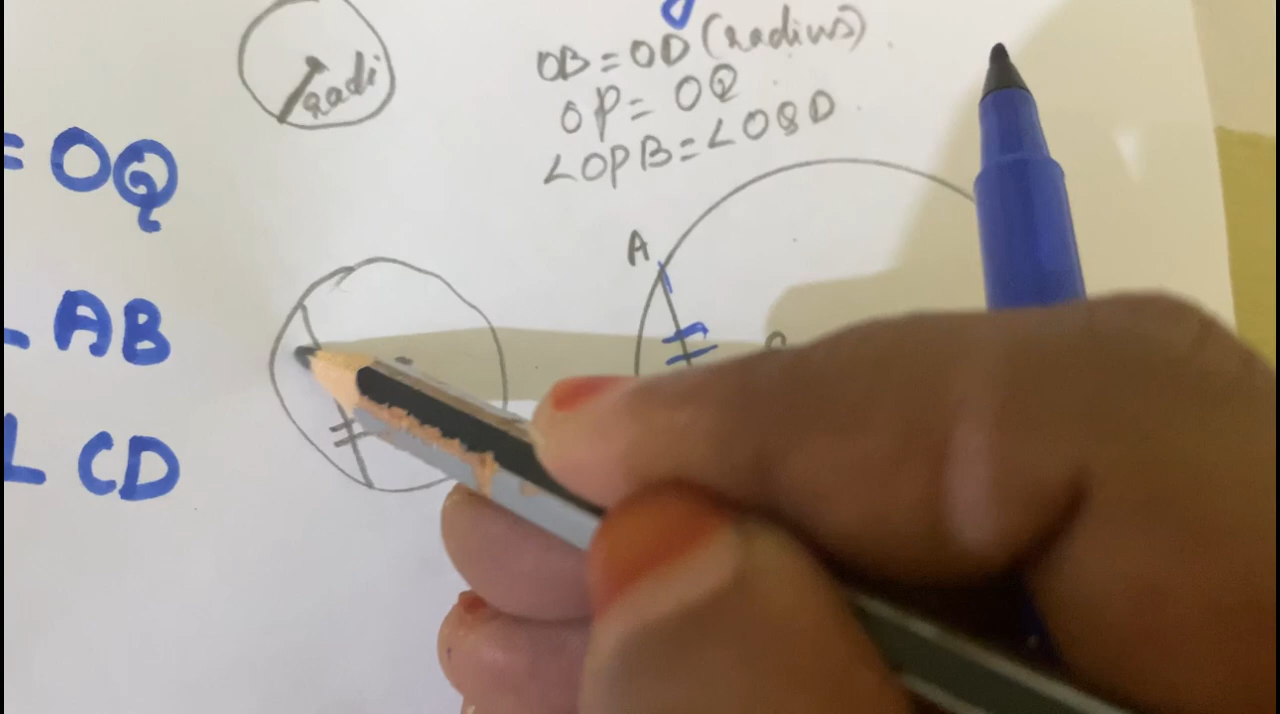 radi
OB = OD (radius)
OP = OQ
∠OPB = ∠OQD
= OQ
AB
⊥ CD
A